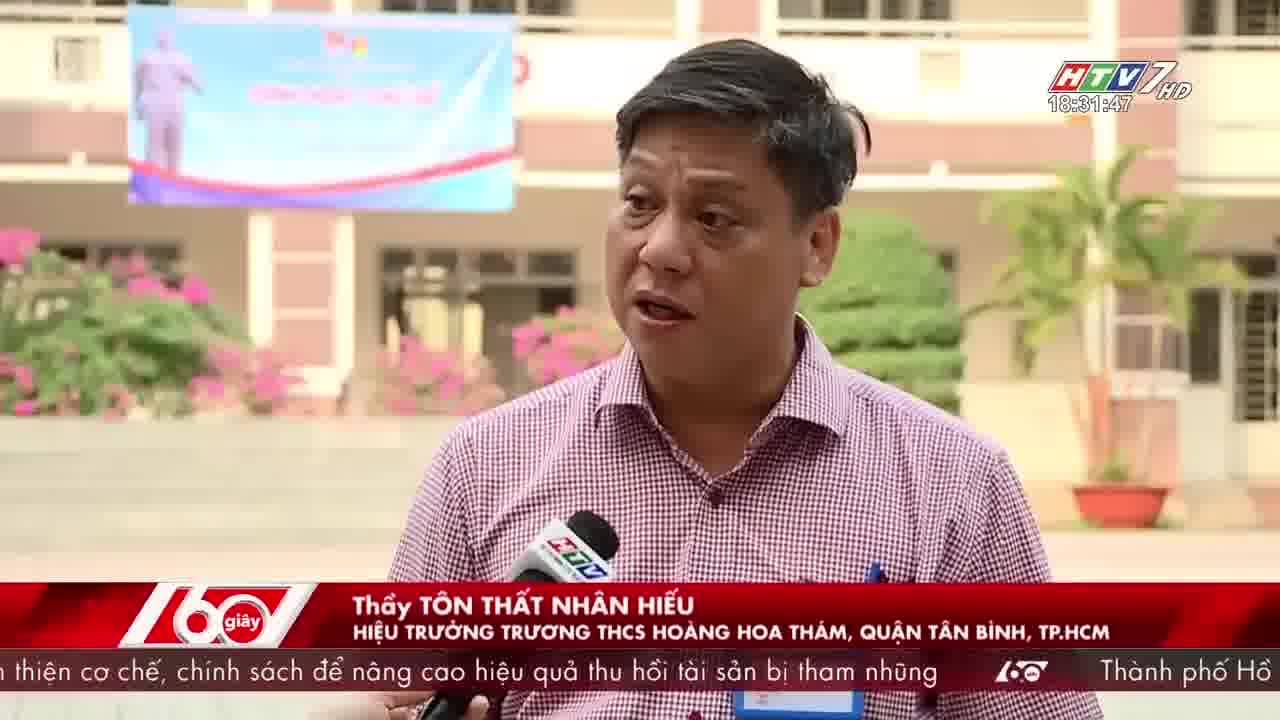 HTV7 HD
18:31:47
HTV
60 giây
Thầy TÔN THẤT NHÂN HIẾU
HIỆU TRƯỞNG TRƯƠNG THCS HOÀNG HOA THÁM, QUẬN TÂN BÌNH, TP.HCM
thiện cơ chế, chính sách để nâng cao hiệu quả thu hồi tài sản bị tham nhũng 60 giây Thành phố Hồ